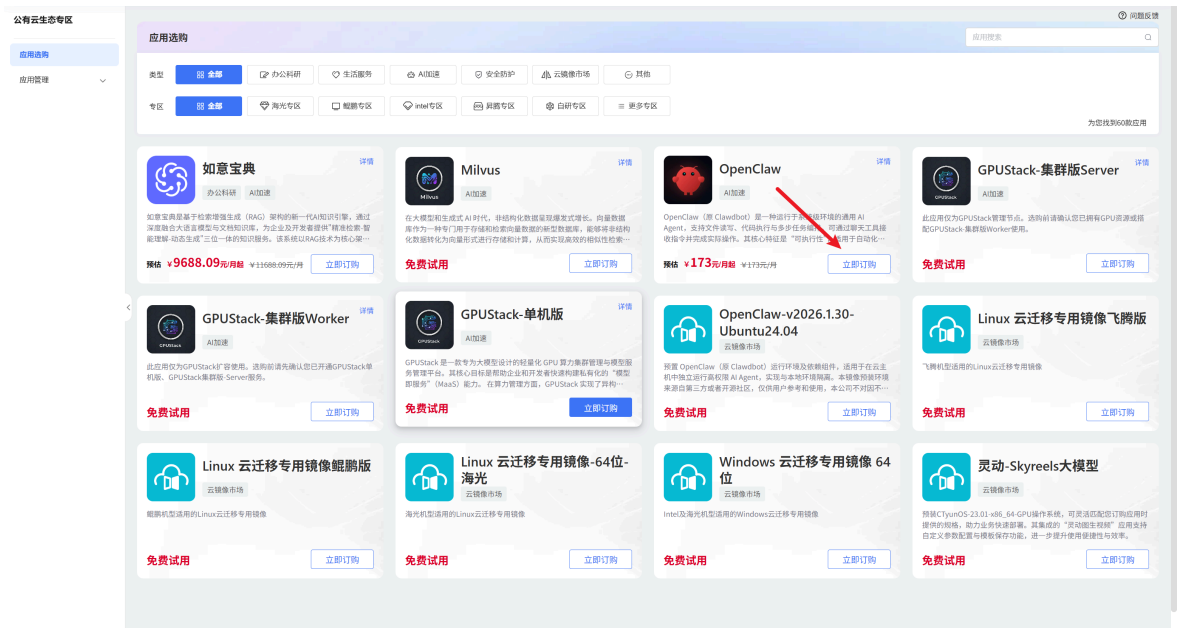 公有云生态专区
问题反馈
应用选购
应用管理
应用选购
应用搜索
类型
全部
办公科研
生活服务
AI加速
安全防护
云镜像市场
其他
专区
全部
海光专区
鲲鹏专区
intel专区
昇腾专区
自研专区
更多专区
为您找到60款应用
如意宝典
详情
办公科研
AI加速
如意宝典是基于检索增强生成（RAG）架构的新一代AI知识引擎，通过
深度融合大语言模型与文档知识库，为企业及开发者提供"精准检索-智
能理解-动态生成"三位一体的知识服务。该系统以RAG技术为核心架…
预估 ¥9688.09元/月起 ¥11688.09元/月
立即订购
Milvus
详情
Milvus
AI加速
在大模型和生成式 AI 时代，非结构化数据呈现爆发式增长。向量数据
库作为一种专门用于存储和检索向量数据的新型数据库，能够将非结构
化数据转化为向量形式进行存储和计算，从而实现高效的相似性检索…
免费试用
立即订购
OpenClaw
详情
AI加速
OpenClaw（原 Clawdbot）是一种运行于系统级环境的通用 AI
Agent，支持文件读写、代码执行与多步任务编排，可通过聊天工具接
收指令并完成实际操作。其核心特征是 "可执行性"，适用于自动化…
预估 ¥173元/月起 ¥173元/月
立即订购
GPUStack-集群版Server
详情
GPUStack
AI加速
此应用仅为GPUStack管理节点。选购前请确认您已拥有GPU资源或搭
配GPUStack-集群版Worker使用。
免费试用
立即订购
GPUStack-集群版Worker
详情
GPUStack
AI加速
此应用仅为GPUStack扩容使用。选购前请先确认您已开通GPUStack单
机版、GPUStack集群版-Server服务。
免费试用
立即订购
GPUStack-单机版
详情
GPUStack
AI加速
GPUStack 是一款专为大模型设计的轻量化 GPU 算力集群管理与模型服
务管理平台。其核心目标是帮助企业和开发者快速构建私有化的 "模型
即服务"（MaaS）能力。 在算力管理方面，GPUStack 实现了异构…
免费试用
立即订购
OpenClaw-v2026.1.30-
Ubuntu24.04
云镜像市场
预置 OpenClaw（原 Clawdbot）运行环境及依赖组件，适用于在云主
机中独立运行高权限 AI Agent，实现与本地环境隔离。本镜像预装环境
来源自第三方或者开源社区，仅供用户参考和使用，本公司不对因不…
免费试用
立即订购
Linux 云迁移专用镜像飞腾版
云镜像市场
飞腾机型适用的Linux云迁移专用镜像
免费试用
立即订购
Linux 云迁移专用镜像鲲鹏版
云镜像市场
鲲鹏机型适用的Linux云迁移专用镜像
免费试用
立即订购
Linux 云迁移专用镜像-64位-
海光
云镜像市场
海光机型适用的Linux云迁移专用镜像
免费试用
立即订购
Windows 云迁移专用镜像 64
位
云镜像市场
Intel及海光机型适用的Windows云迁移专用镜像
免费试用
立即订购
灵动-Skyreels大模型
云镜像市场
预装CTyunOS-23.01-x86_64-GPU操作系统，可灵活匹配您订购应用时
提供的规格，助力业务快速部署。其集成的 "灵动图生视频" 应用支持
自定义参数配置与模板保存功能，进一步提升使用便捷性与效率。
免费试用
立即订购